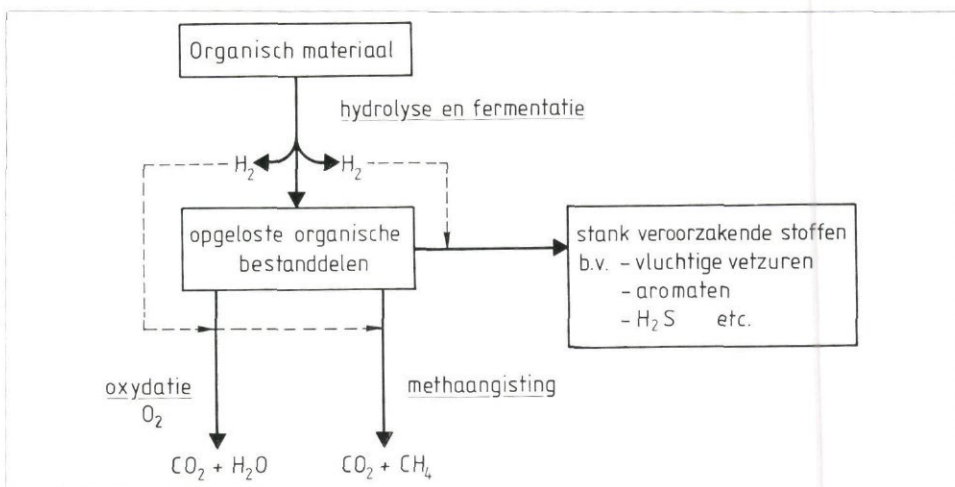 Organisch materiaal
hydrolyse en fermentatie
H₂ H₂
opgeloste organische
bestanddelen
stank veroorzakende stoffen
b.v. - vluchtige vetzuren
- aromaten
- H₂S etc.
oxydatie
O₂
methaangisting
CO₂ + H₂O
CO₂ + CH₄